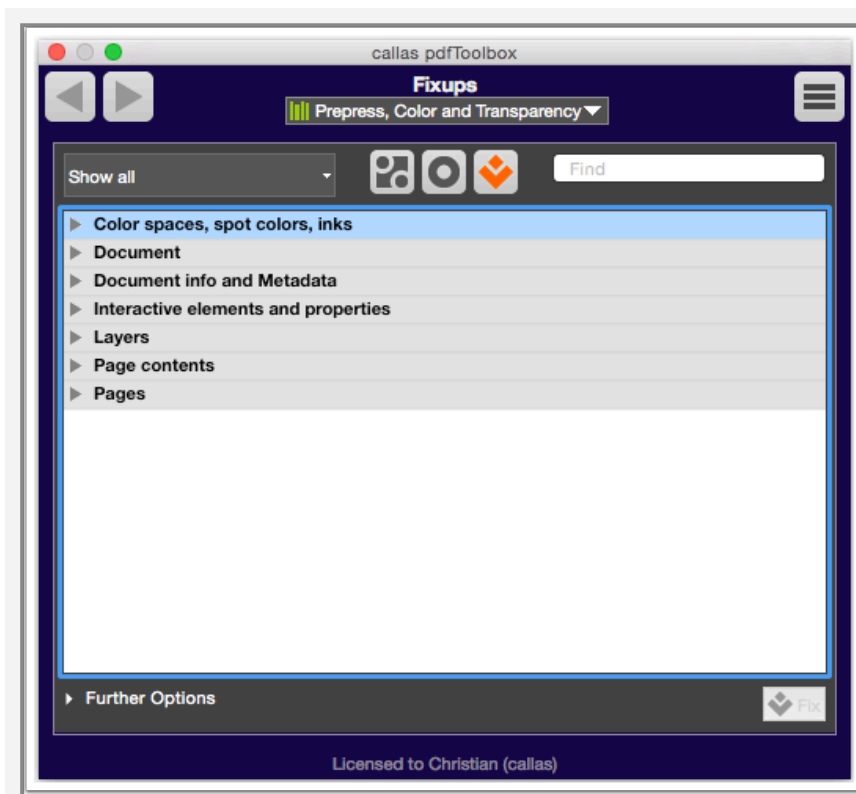 callas pdfToolbox
Fixups
Prepress, Color and Transparency
Show all
Find
Color spaces, spot colors, inks
Document
Document info and Metadata
Interactive elements and properties
Layers
Page contents
Pages
Further Options
Fix
Licensed to Christian (callas)